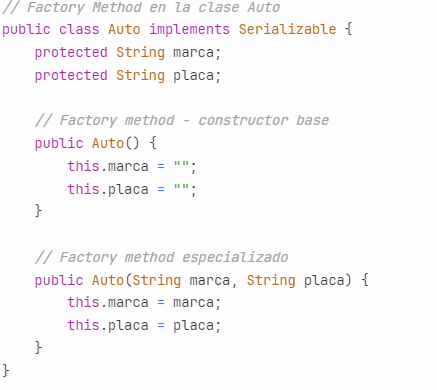 // Factory Method en la clase Auto
public class Auto implements Serializable {
    protected String marca;
    protected String placa;

    // Factory method - constructor base
    public Auto() {
        this.marca = "";
        this.placa = "";
    }

    // Factory method especializado
    public Auto(String marca, String placa) {
        this.marca = marca;
        this.placa = placa;
    }
}